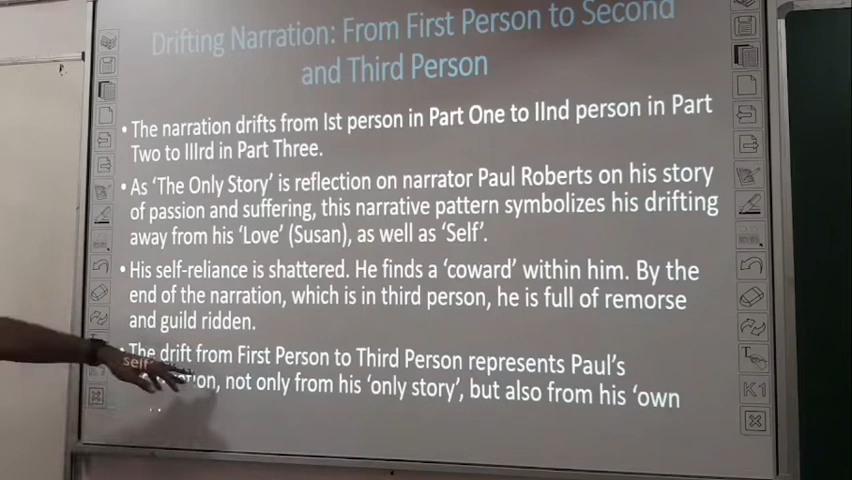 Drifting Narration: From First Person to Second
and Third Person
• The narration drifts from Ist person in Part One to IInd person in Part
Two to IIIrd in Part Three.
• As ‘The Only Story’ is reflection on narrator Paul Roberts on his story
of passion and suffering, this narrative pattern symbolizes his drifting
away from his ‘Love’ (Susan), as well as ‘Self’.
• His self-reliance is shattered. He finds a ‘coward’ within him. By the
end of the narration, which is in third person, he is full of remorse
and guild ridden.
• The drift from First Person to Third Person represents Paul’s
not only from his ‘only story’, but also from his ‘own
self
K1